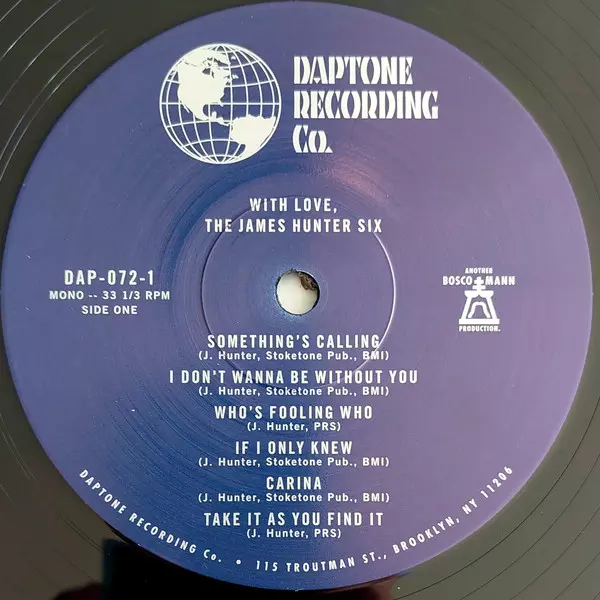 DAPTONE
RECORDING
Co.
WITH LOVE,
THE JAMES HUNTER SIX
DAP-072-1
MONO -- 33 1/3 RPM
SIDE ONE
ANOTHER
BOSCO MANN
PRODUCTION.
SOMETHING'S CALLING
(J. Hunter, Stoketone Pub., BMI)
I DON'T WANNA BE WITHOUT YOU
(J. Hunter, Stoketone Pub., BMI)
WHO'S FOOLING WHO
(J. Hunter, PRS)
IF I ONLY KNEW
(J. Hunter, Stoketone Pub., BMI)
CARINA
(J. Hunter, Stoketone Pub., BMI)
TAKE IT AS YOU FIND IT
(J. Hunter, PRS)
DAPTONE RECORDING Co. • 115 TROUTMAN ST., BROOKLYN, NY 11206